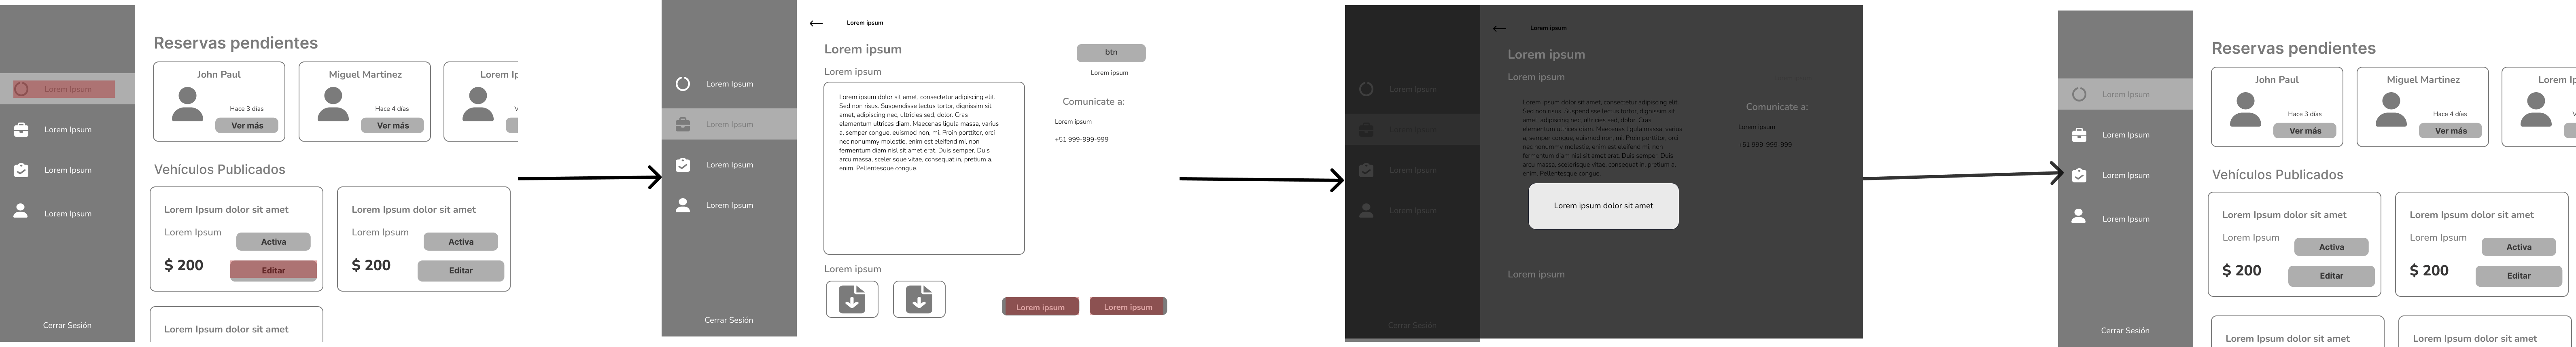 Lorem Ipsum
Lorem Ipsum
Lorem Ipsum
Lorem Ipsum
Cerrar Sesión
Reservas pendientes
John Paul
Hace 3 días
Ver más
Miguel Martinez
Hace 4 días
Ver más
Lorem Ip
V
Vehículos Publicados
Lorem Ipsum dolor sit amet
Lorem Ipsum
Activa
$ 200
Editar
Lorem Ipsum dolor sit amet
Lorem Ipsum
Activa
$ 200
Editar
Lorem Ipsum dolor sit amet
Lorem Ipsum
Lorem Ipsum
Lorem Ipsum
Lorem Ipsum
Cerrar Sesión
Lorem ipsum
Lorem ipsum
Lorem ipsum
Lorem ipsum dolor sit amet, consectetur adipiscing elit.
Sed non risus. Suspendisse lectus tortor, dignissim sit
amet, adipiscing nec, ultricies sed, dolor. Cras
elementum ultrices diam. Maecenas ligula massa, varius
a, semper congue, euismod non, mi. Proin porttitor, orci
nec nonummy molestie, enim est eleifend mi, non
fermentum diam nisl sit amet erat. Duis semper. Duis
arcu massa, scelerisque vitae, consequat in, pretium a,
enim. Pellentesque congue.
btn
Lorem ipsum
Comunicate a:
Lorem ipsum
+51 999-999-999
Lorem ipsum
Lorem ipsum
Lorem ipsum
Lorem Ipsum
Lorem Ipsum
Lorem Ipsum
Lorem Ipsum
Cerrar Sesión
Lorem ipsum
Lorem ipsum
Lorem ipsum
Lorem ipsum dolor sit amet, consectetur adipiscing elit.
Sed non risus. Suspendisse lectus tortor, dignissim sit
amet, adipiscing nec, ultricies sed, dolor. Cras
elementum ultrices diam. Maecenas ligula massa, varius
a, semper congue, euismod non, mi. Proin porttitor, orci
nec nonummy molestie, enim est eleifend mi, non
fermentum diam nisl sit amet erat. Duis semper. Duis
arcu massa, scelerisque vitae, consequat in, pretium a,
enim. Pellentesque congue.
Comunicate a:
Lorem ipsum
+51 999-999-999
Lorem ipsum dolor sit amet
Lorem ipsum
Lorem Ipsum
Lorem Ipsum
Lorem Ipsum
Lorem Ipsum
Cerrar Sesión
Reservas pendientes
John Paul
Hace 3 días
Ver más
Miguel Martinez
Hace 4 días
Ver más
Lorem I
V
Vehículos Publicados
Lorem Ipsum dolor sit amet
Lorem Ipsum
Activa
$ 200
Editar
Lorem Ipsum dolor sit amet
Lorem Ipsum
Activa
$ 200
Editar
Lorem Ipsum dolor sit amet
Lorem Ipsum dolor sit amet